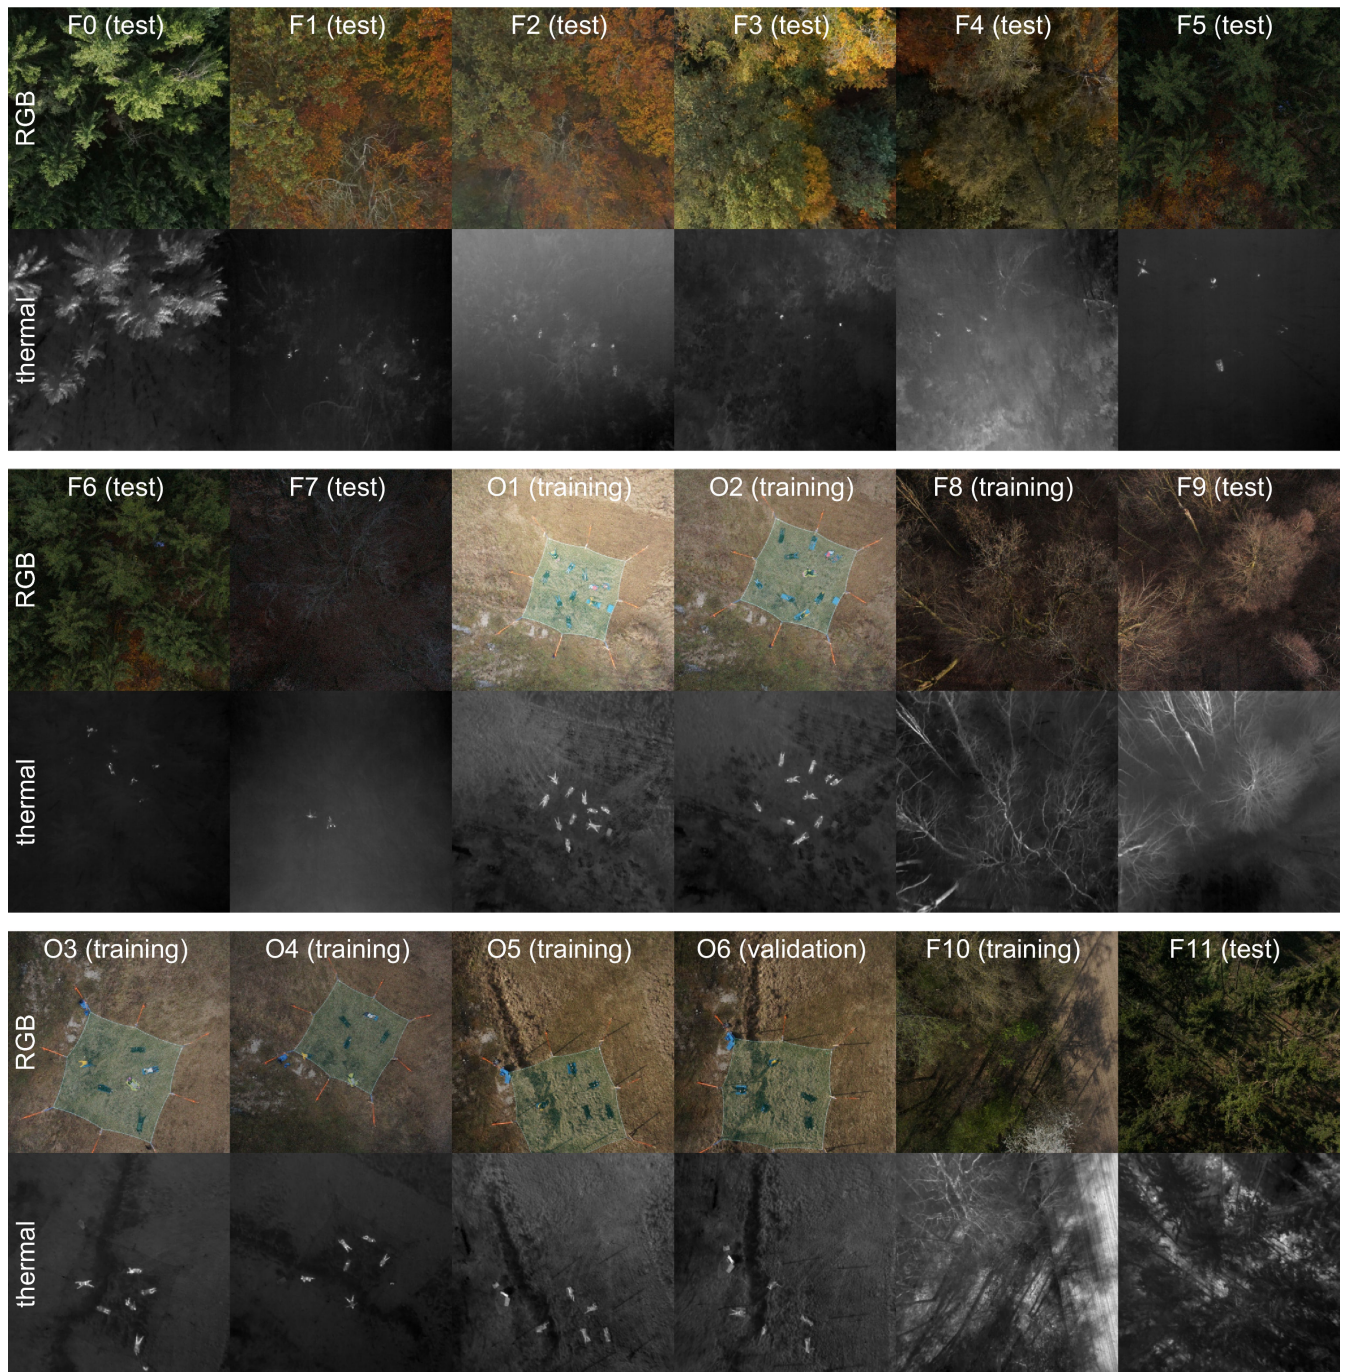 F0 (test) F1 (test) F2 (test) F3 (test) F4 (test) F5 (test)
RGB
thermal
F6 (test) F7 (test) O1 (training) O2 (training) F8 (training) F9 (test)
RGB
thermal
O3 (training) O4 (training) O5 (training) O6 (validation) F10 (training) F11 (test)
RGB
thermal